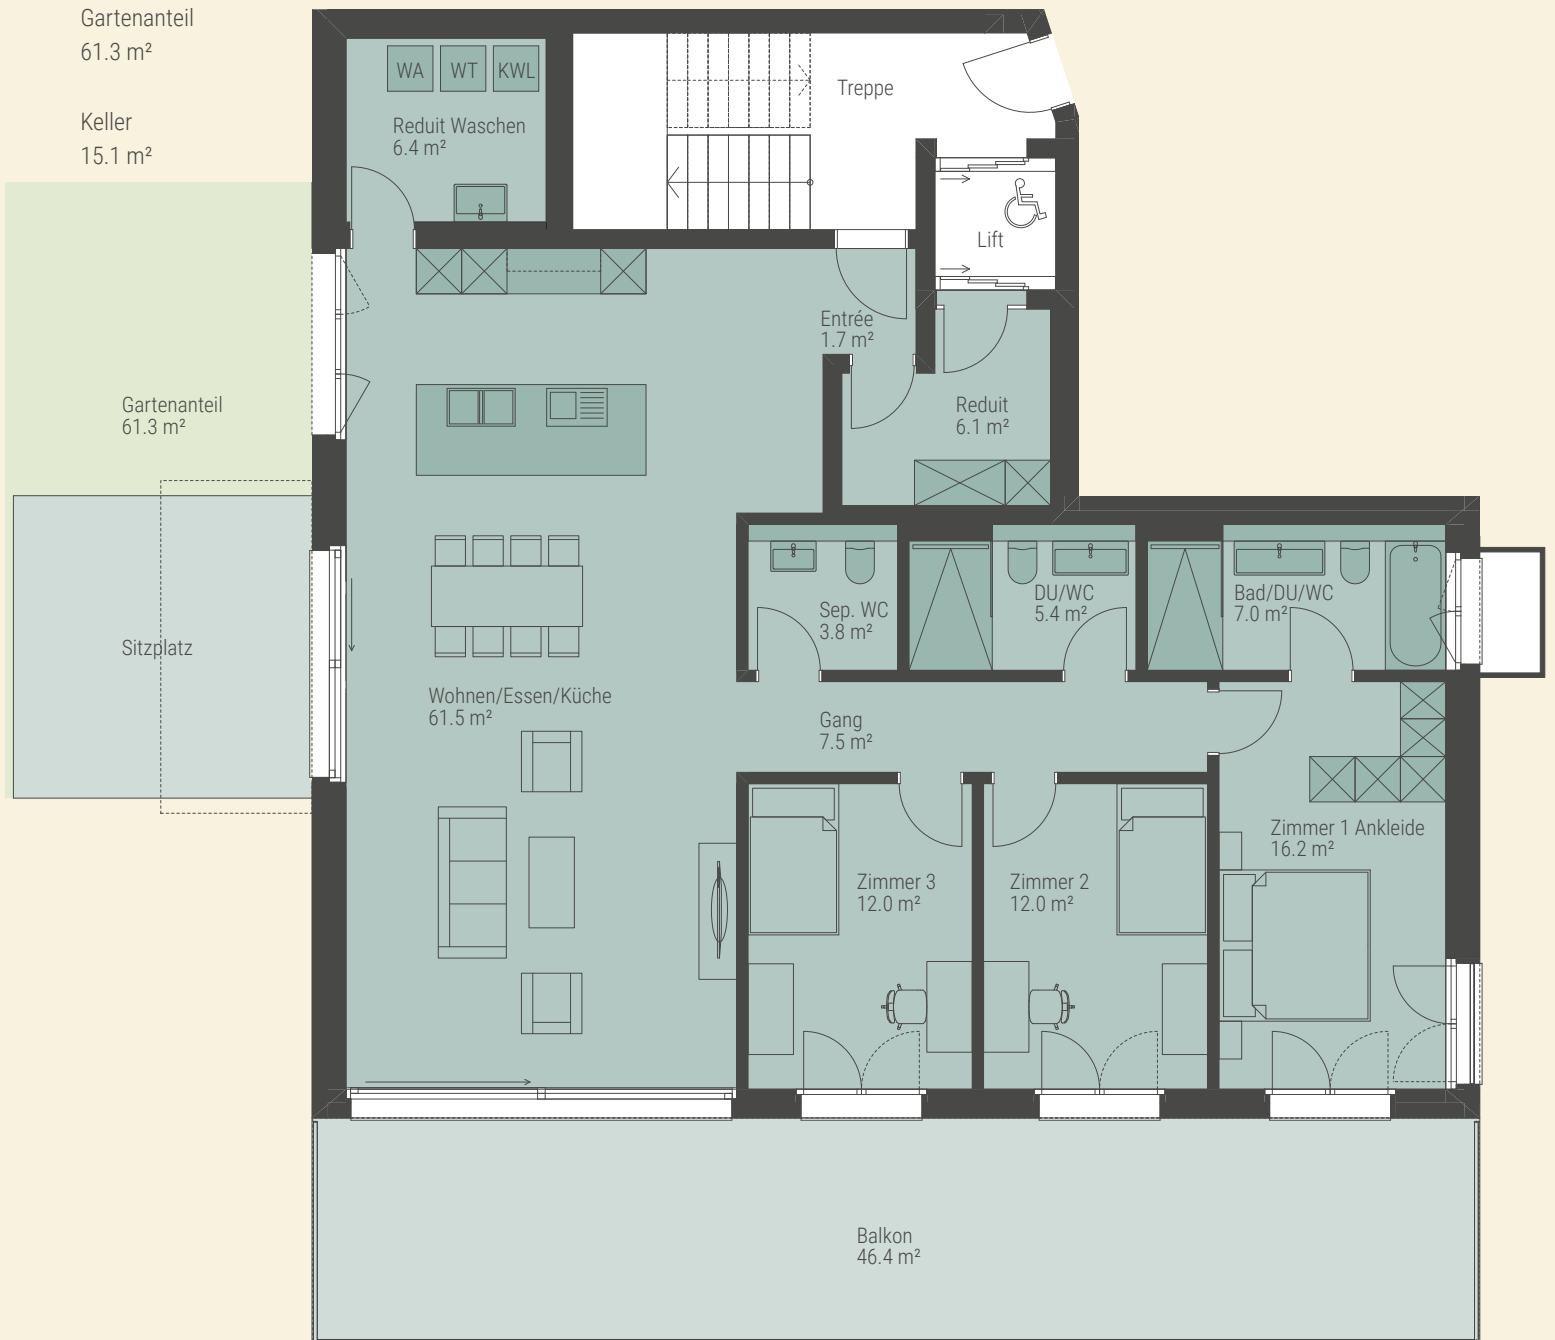 Gartenanteil
61.3 m²
Keller
15.1 m²
WA
WT
KWL
Reduit Waschen
6.4 m²
Treppe
Lift
Entrée
1.7 m²
Reduit
6.1 m²
Gartenanteil
61.3 m²
Sitzplatz
Wohnen/Essen/Küche
61.5 m²
Sep. WC
3.8 m²
DU/WC
5.4 m²
Bad/DU/WC
7.0 m²
Gang
7.5 m²
Zimmer 3
12.0 m²
Zimmer 2
12.0 m²
Zimmer 1 Ankleide
16.2 m²
Balkon
46.4 m²